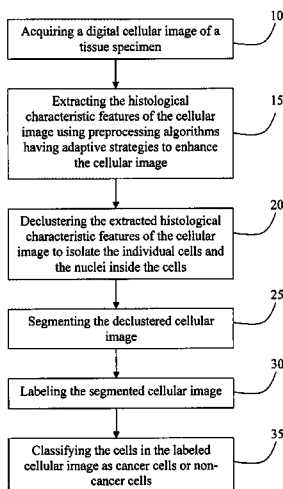 10
Acquiring a digital cellular image of a
tissue specimen
15
Extracting the histological
characteristic features of the cellular
image using preprocessing algorithms
having adaptive strategies to enhance
the cellular image
20
Declustering the extracted histological
characteristic features of the cellular
image to isolate the individual cells and
the nuclei inside the cells
25
Segmenting the declustered cellular
image
30
Labeling the segmented cellular image
35
Classifying the cells in the labeled
cellular image as cancer cells or non-
cancer cells